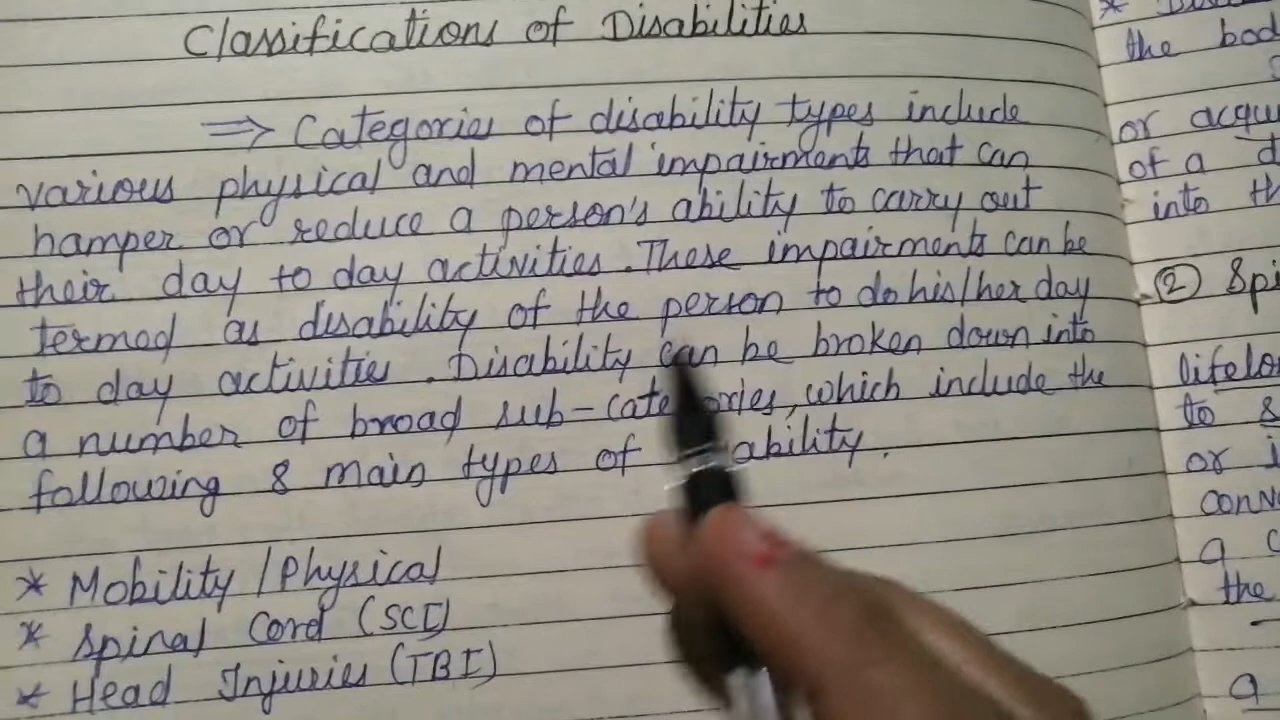 Classifications of Disabilities
⇒ Categories of disability types include
various physical and mental impairments that can
hamper or reduce a person's ability to carry out
their day to day activities. These impairments can be
termed as disability of the person to do his/her day
to day activities. Disability can be broken down into
a number of broad sub-categories, which include the
following 8 main types of ability.
* Mobility / Physical
* Spinal Cord (SCI)
* Head Injuries (TBI)
*
the bod
or acqu
of a d
into th
② Spi
lifelo
to s
or i
conv
a c
the
a